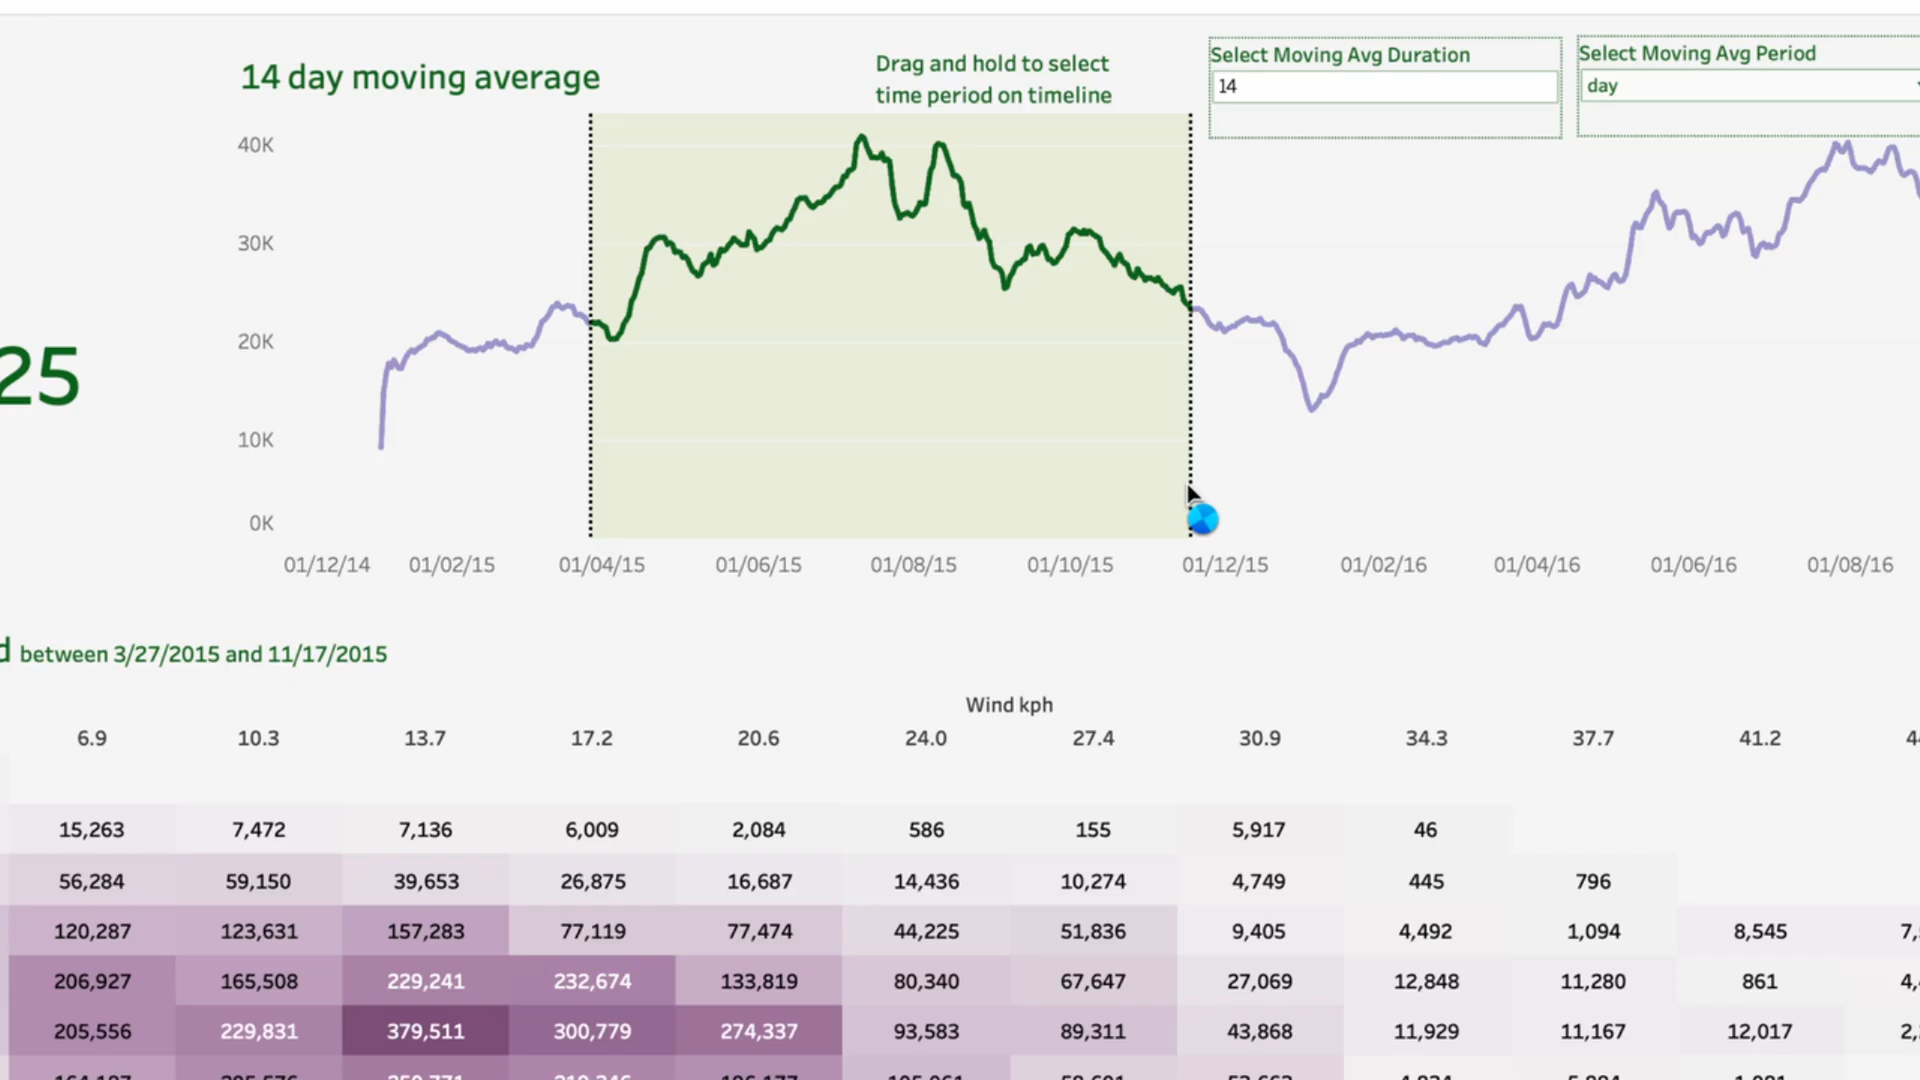 14 day moving average
Drag and hold to select
time period on timeline
Select Moving Avg Duration
14
Select Moving Avg Period
day
40K
30K
20K
10K
0K
25
01/12/14 01/02/15 01/04/15 01/06/15 01/08/15 01/10/15 01/12/15 01/02/16 01/04/16 01/06/16 01/08/16
d between 3/27/2015 and 11/17/2015
Wind kph
6.9 10.3 13.7 17.2 20.6 24.0 27.4 30.9 34.3 37.7 41.2
15,263 7,472 7,136 6,009 2,084 586 155 5,917 46
56,284 59,150 39,653 26,875 16,687 14,436 10,274 4,749 445 796
120,287 123,631 157,283 77,119 77,474 44,225 51,836 9,405 4,492 1,094 8,545
206,927 165,508 229,241 232,674 133,819 80,340 67,647 27,069 12,848 11,280 861
205,556 229,831 379,511 300,779 274,337 93,583 89,311 43,868 11,929 11,167 12,017